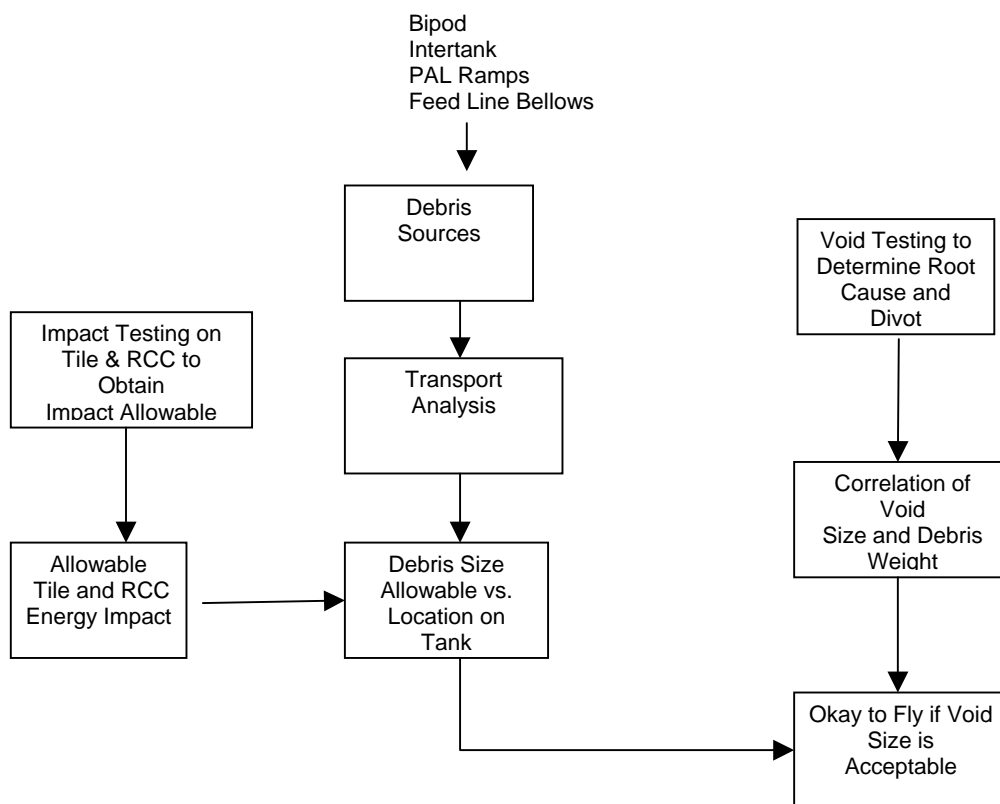 Bipod
Intertank
PAL Ramps
Feed Line Bellows
Debris
Sources
Void Testing to
Determine Root
Cause and
Divot
Impact Testing on
Tile & RCC to
Obtain
Impact Allowable
Transport
Analysis
Correlation of
Void
Size and Debris
Weight
Allowable
Tile and RCC
Energy Impact
Debris Size
Allowable vs.
Location on
Tank
Okay to Fly if Void
Size is
Acceptable